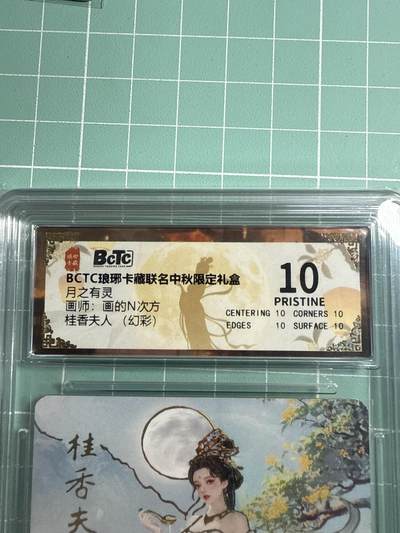 BCTC
BCTC琅琊卡藏联名中秋限定礼盒
月之有灵
画师：画的N次方
桂香夫人（幻彩）
10
PRISTINE
CENTERING 10 CORNERS 10
EDGES 10 SURFACE 10
桂香夫